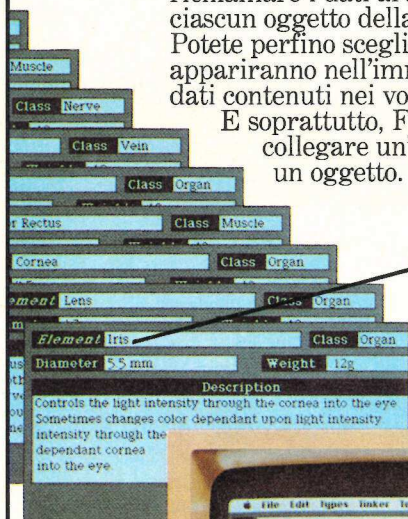 ciascun oggetto della
Potete perfino scegli
appariranno nell'imm
dati contenuti nei vo
E soprattutto, F
collegare un'
un oggetto.
Muscle
Class Nerve
Class Vein
Class Organ
r Rectus Class Muscle
Cornea Class Organ
Element Lens Class Organ
Element Iris Class Organ
Diameter 5.5 mm Weight 12g
Description
Controls the light intensity through the cornea into the eye
Sometimes changes color dependant upon light intensity
intensity through the
dependant cornea
into the eye.
File Edit Types Tinker Te